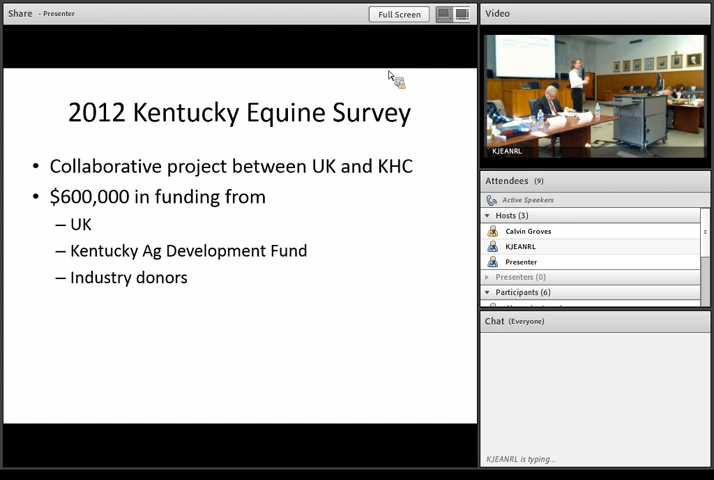 Share - Presenter
Full Screen
2012 Kentucky Equine Survey
• Collaborative project between UK and KHC
• $600,000 in funding from
– UK
– Kentucky Ag Development Fund
– Industry donors
Video
KJEANRL
Attendees (9)
Active Speakers
Hosts (3)
Calvin Groves
KJEANRL
Presenter
Presenters (0)
Participants (6)
Chat (Everyone)
KJEANRL is typing...